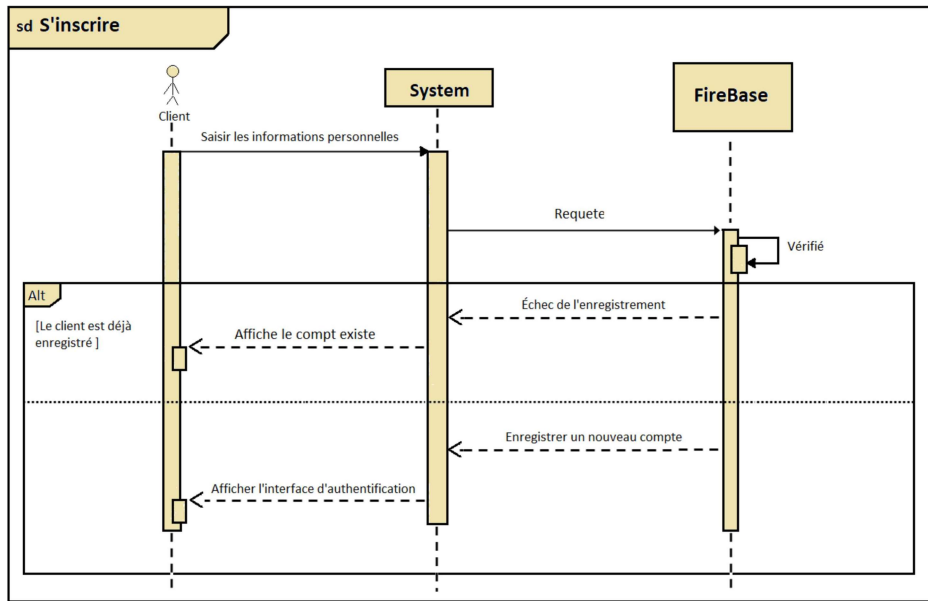 sd S'inscrire
Client
System
FireBase
Saisir les informations personnelles
Requete
Vérifié
Alt
[Le client est déjà
enregistré ]
Échec de l'enregistrement
Affiche le compt existe
Enregistrer un nouveau compte
Afficher l'interface d'authentification